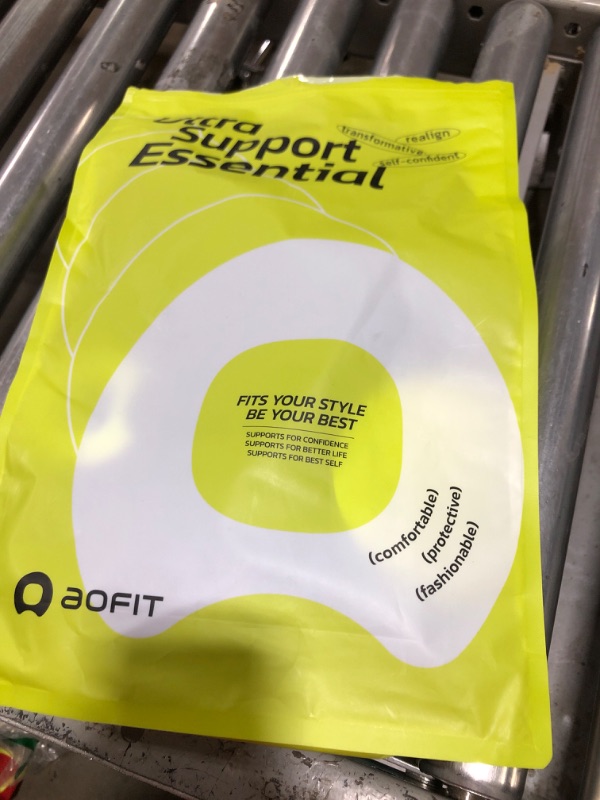 Ultra
Support
Essential
transformative
realign
self-confident
FITS YOUR STYLE
BE YOUR BEST
SUPPORTS FOR CONFIDENCE
SUPPORTS FOR BETTER LIFE
SUPPORTS FOR BEST SELF
(comfortable)
(protective)
(fashionable)
aOFIT